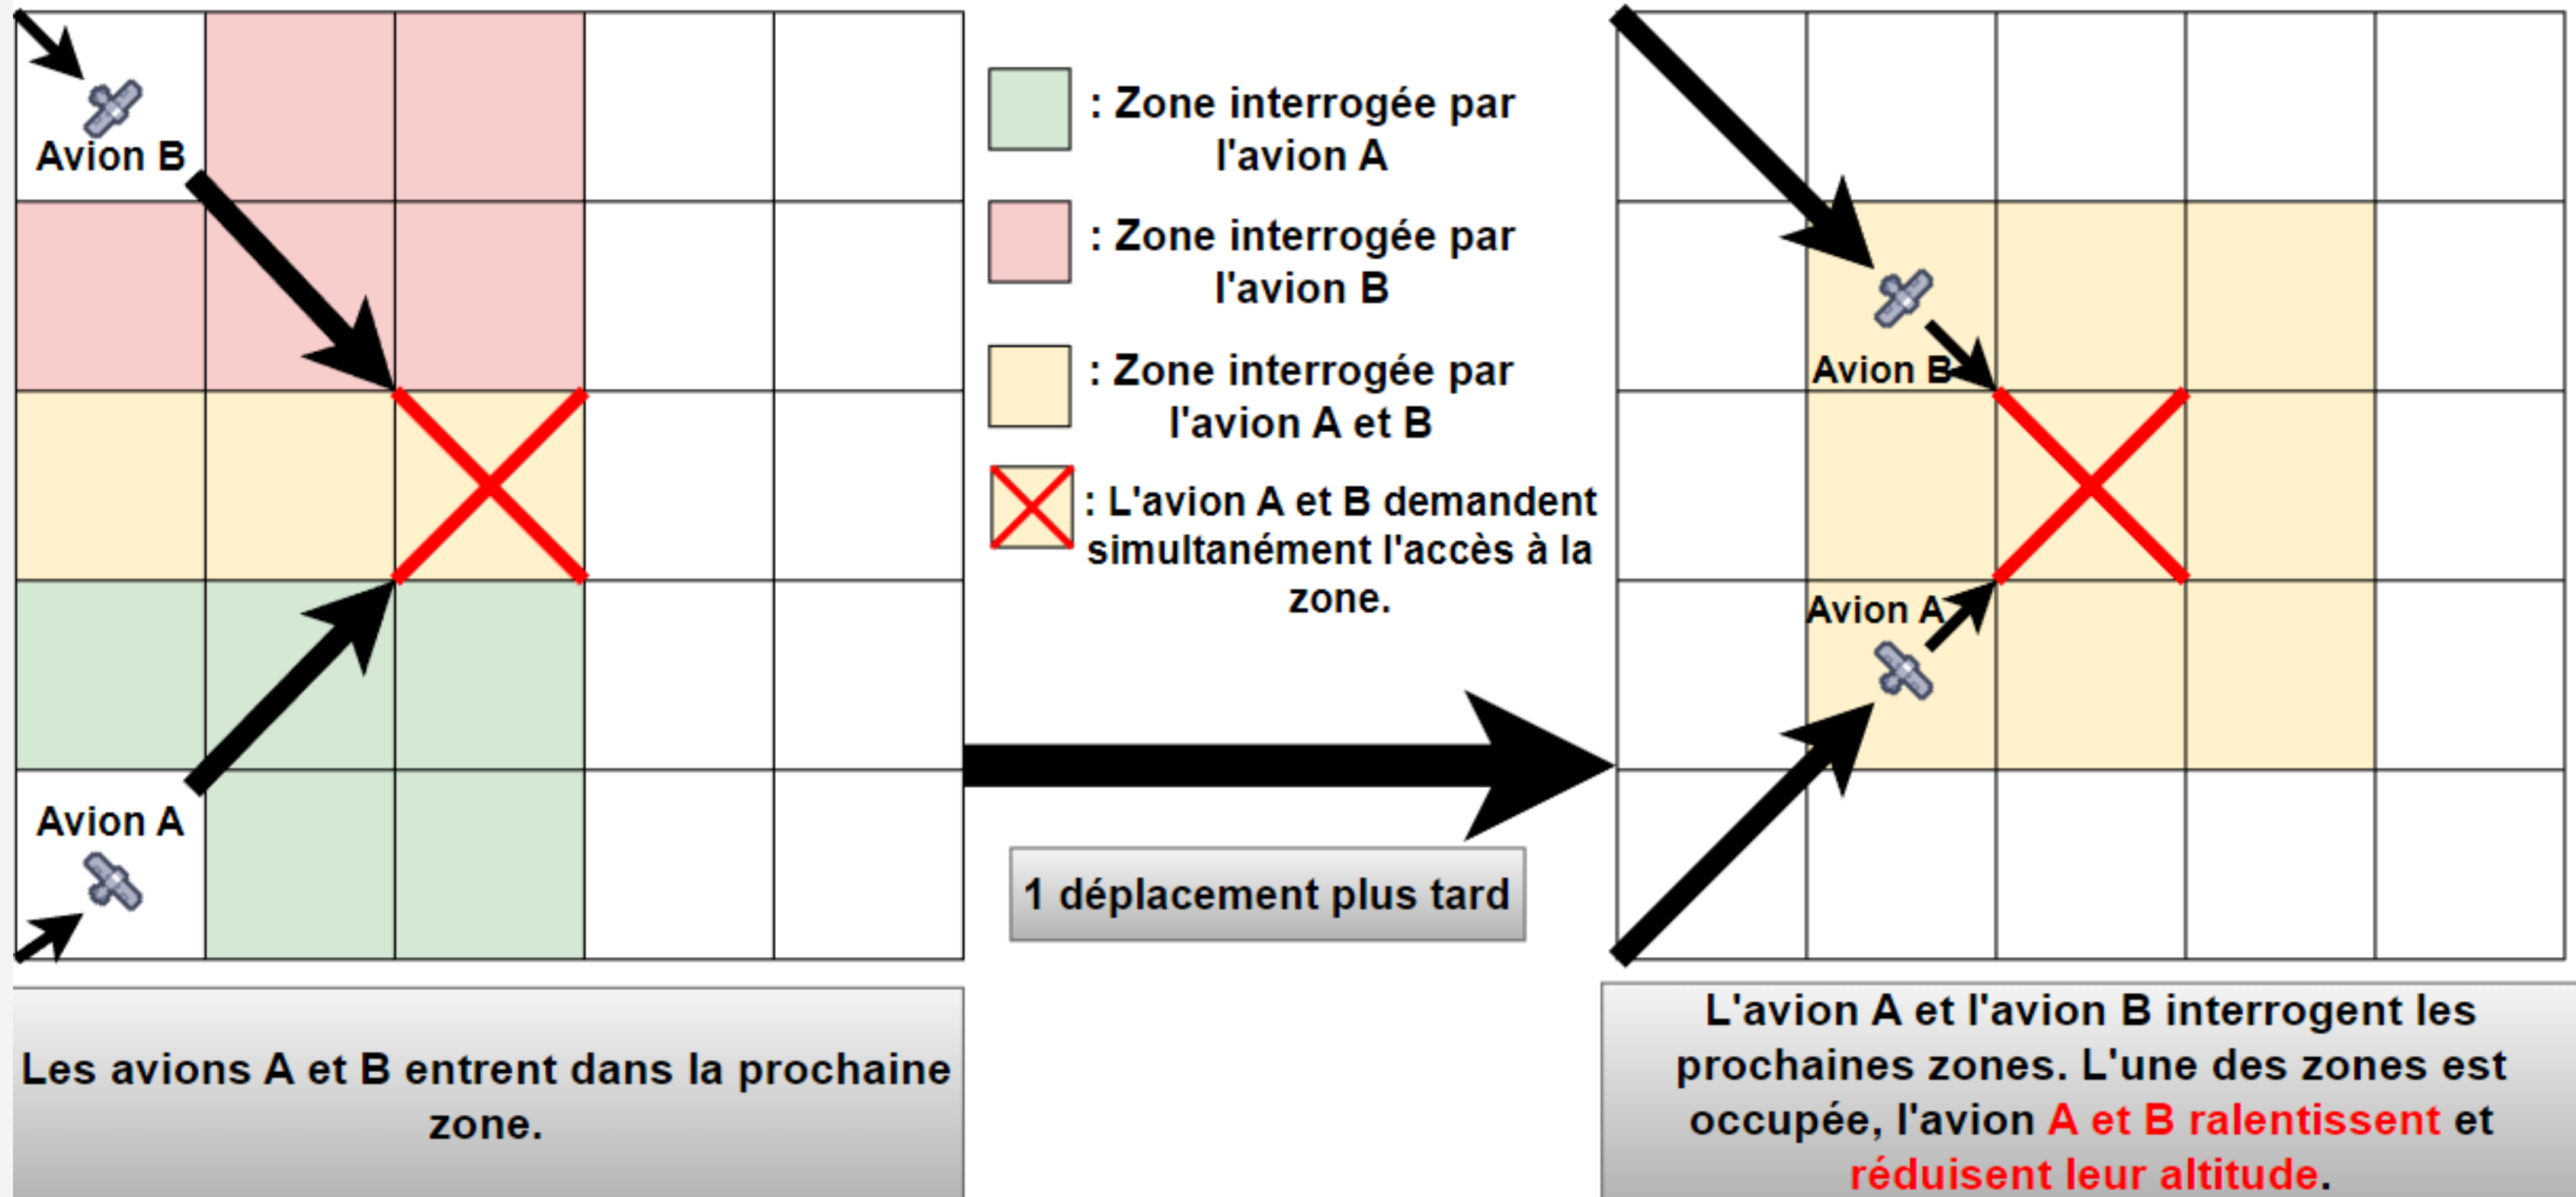 Avion B
Avion A
Les avions A et B entrent dans la prochaine
zone.
: Zone interrogée par
l'avion A
: Zone interrogée par
l'avion B
: Zone interrogée par
l'avion A et B
: L'avion A et B demandent
simultanément l'accès à la
zone.
1 déplacement plus tard
Avion B
Avion A
L'avion A et l'avion B interrogent les
prochaines zones. L'une des zones est
occupée, l'avion A et B ralentissent et
réduisent leur altitude.